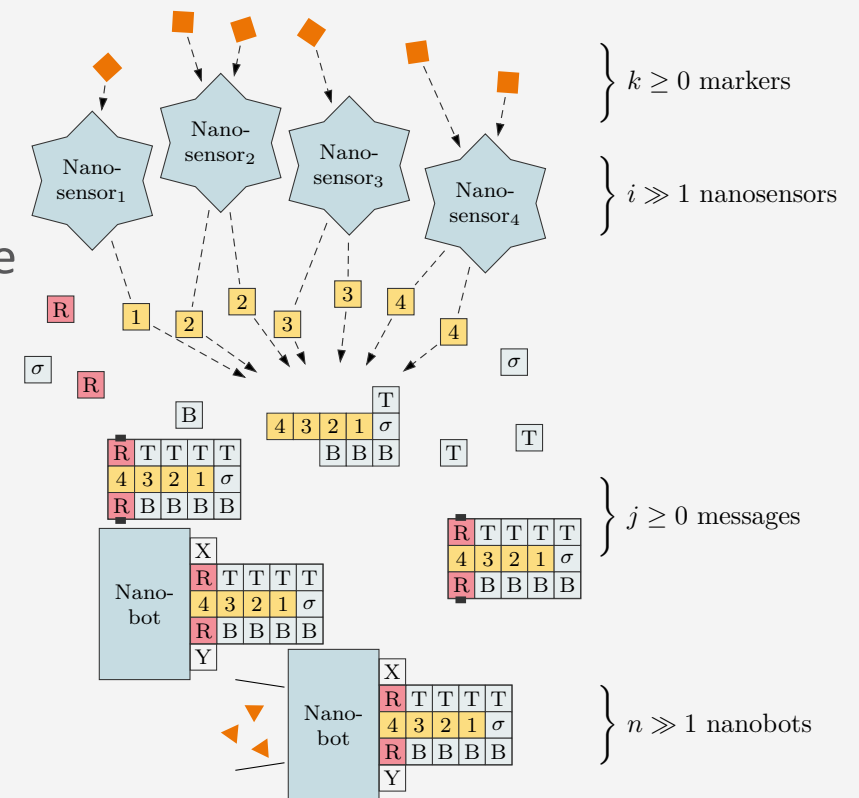 k ≥ 0 markers
Nano-
sensor₁
Nano-
sensor₂
Nano-
sensor₃
Nano-
sensor₄
i ≫ 1 nanosensors
e
R
1
2
2
3
3
4
4
σ
R
σ
B
T
4 3 2 1 σ
B B B
T
T
R T T T T
4 3 2 1 σ
R B B B B
R T T T T
4 3 2 1 σ
R B B B B
j ≥ 0 messages
Nano-
bot
X
R T T T T
4 3 2 1 σ
R B B B B
Y
Nano-
bot
X
R T T T T
4 3 2 1 σ
R B B B B
Y
n ≫ 1 nanobots